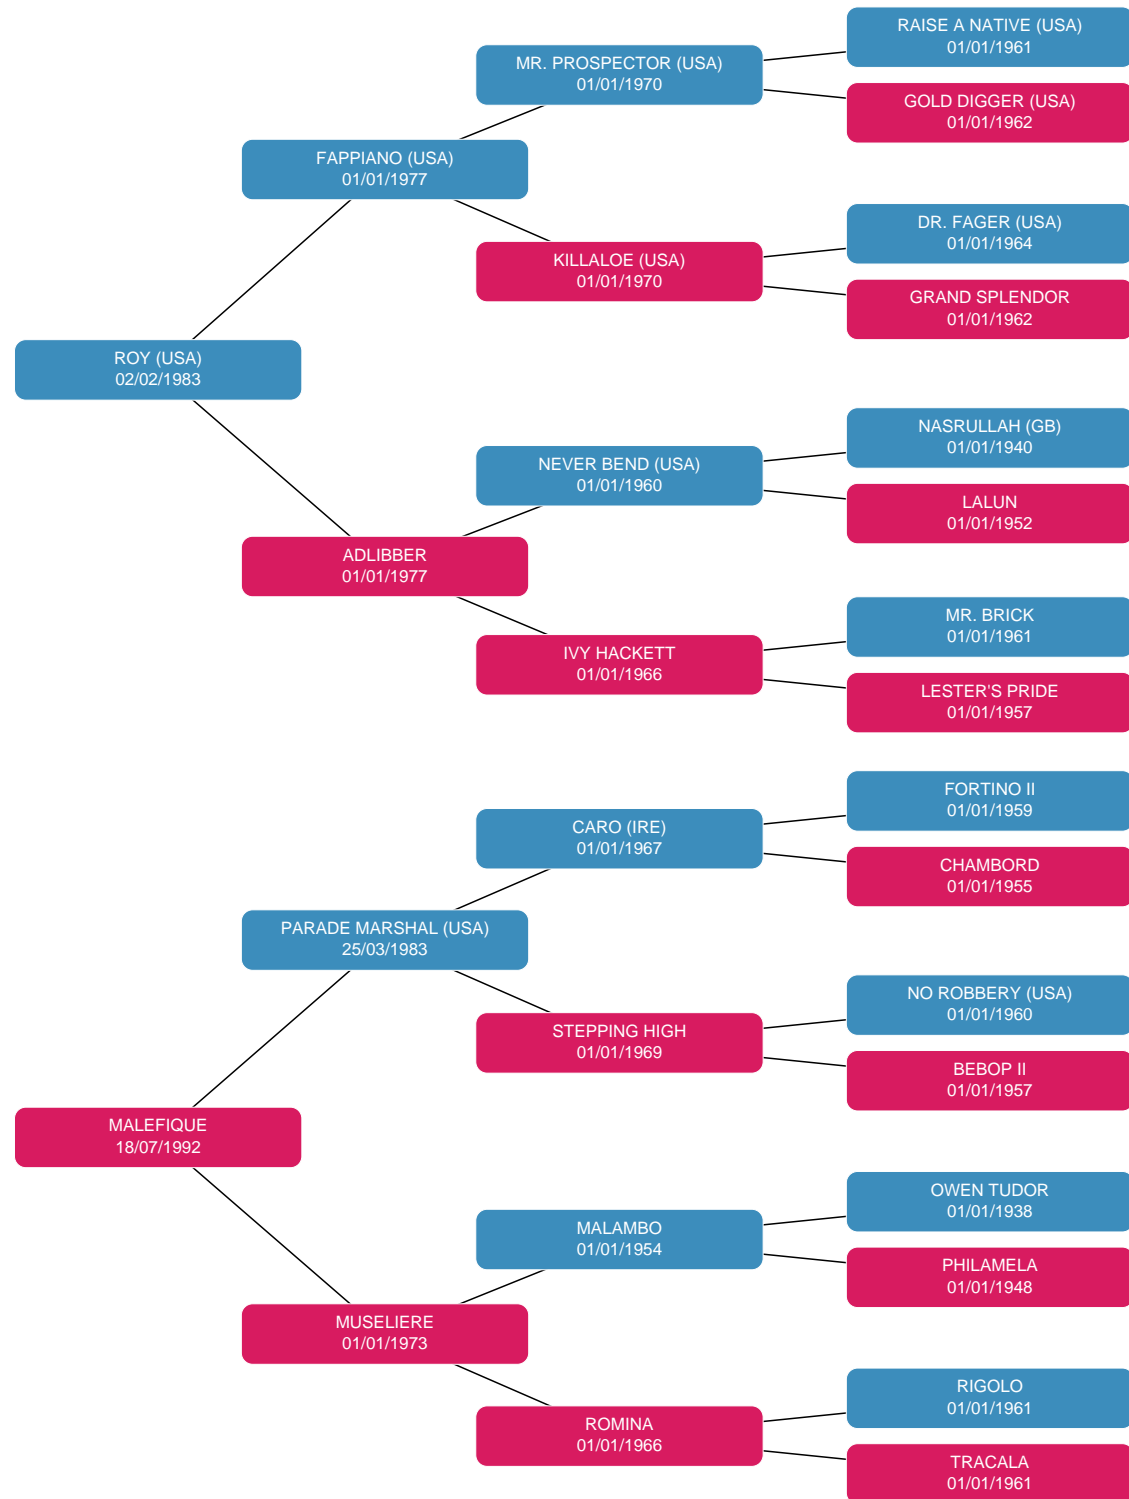 RAISE A NATIVE (USA)
01/01/1961
MR. PROSPECTOR (USA)
01/01/1970
GOLD DIGGER (USA)
01/01/1962
FAPPIANO (USA)
01/01/1977
DR. FAGER (USA)
01/01/1964
KILLALOE (USA)
01/01/1970
GRAND SPLENDOR
01/01/1962
ROY (USA)
02/02/1983
NASRULLAH (GB)
01/01/1940
NEVER BEND (USA)
01/01/1960
LALUN
01/01/1952
ADLIBBER
01/01/1977
MR. BRICK
01/01/1961
IVY HACKETT
01/01/1966
LESTER'S PRIDE
01/01/1957
FORTINO II
01/01/1959
CARO (IRE)
01/01/1967
CHAMBORD
01/01/1955
PARADE MARSHAL (USA)
25/03/1983
NO ROBBERY (USA)
01/01/1960
STEPPING HIGH
01/01/1969
BEBOP II
01/01/1957
MALEFIQUE
18/07/1992
OWEN TUDOR
01/01/1938
MALAMBO
01/01/1954
PHILAMELA
01/01/1948
MUSELIERE
01/01/1973
RIGOLO
01/01/1961
ROMINA
01/01/1966
TRACALA
01/01/1961